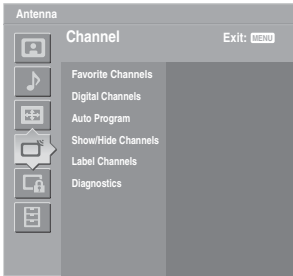 Antenna
Channel Exit: MENU
Favorite Channels
Digital Channels
Auto Program
Show/Hide Channels
Label Channels
Diagnostics